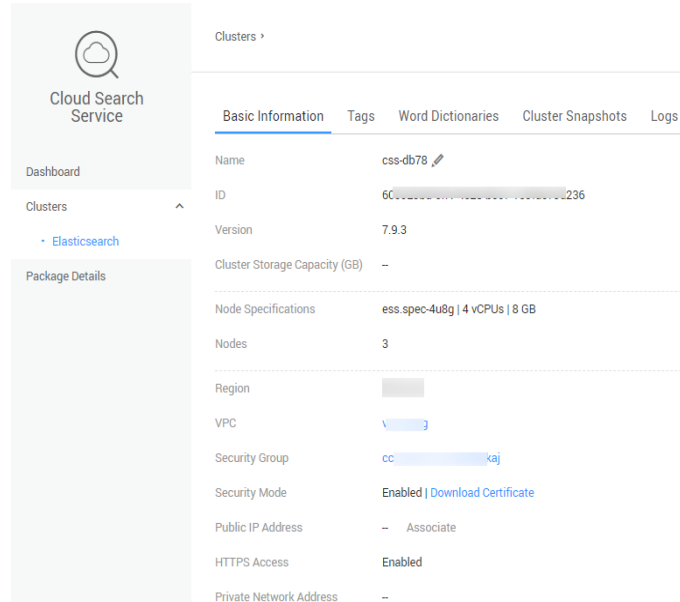 Clusters ›
Cloud Search
Service
Dashboard
Clusters
Elasticsearch
Package Details
Basic Information Tags Word Dictionaries Cluster Snapshots Logs
Name css-db78
ID
Version 7.9.3
Cluster Storage Capacity (GB) --
Node Specifications ess.spec-4u8g | 4 vCPUs | 8 GB
Nodes 3
Region
VPC
Security Group
Security Mode Enabled | Download Certificate
Public IP Address -- Associate
HTTPS Access Enabled
Private Network Address --